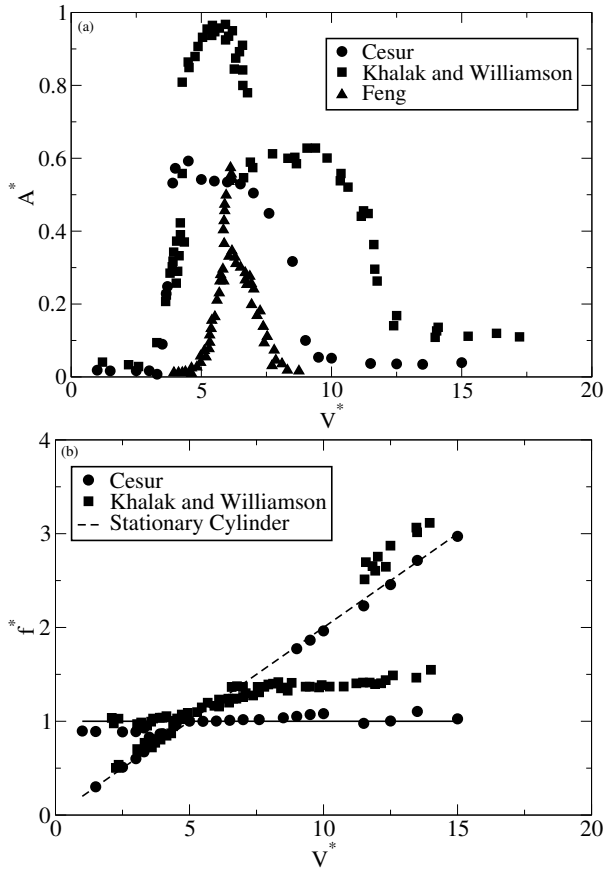 (a)
Cesur
Khalak and Williamson
Feng
1
0.8
0.6
0.4
0.2
0
A*
0 5 10 15 20
V*
(b)
Cesur
Khalak and Williamson
Stationary Cylinder
4
3
2
1
0
f*
0 5 10 15 20
V*